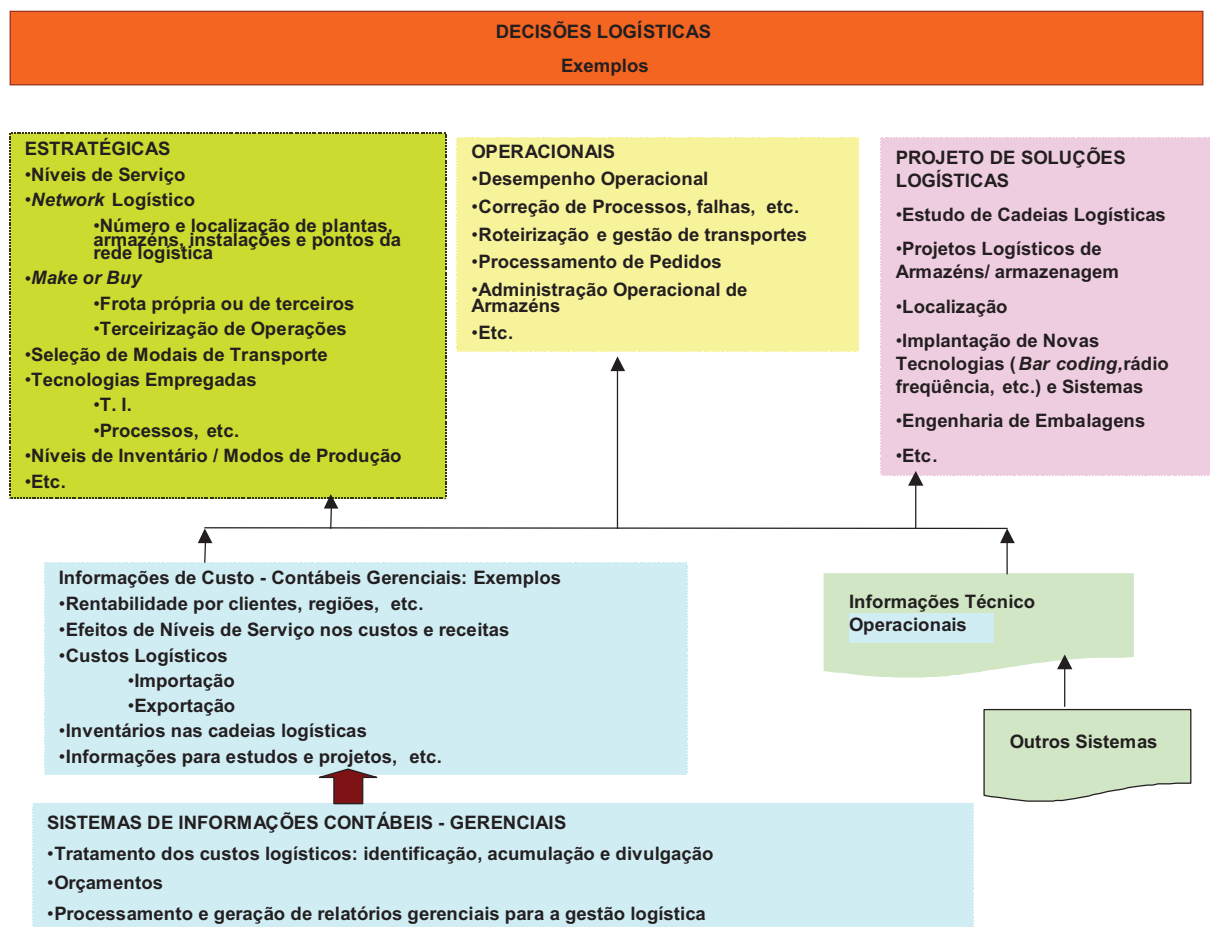 DECISÕES LOGÍSTICAS
Exemplos
ESTRATÉGICAS
•Níveis de Serviço
•Network Logístico
•Número e localização de plantas,
armazéns, instalações e pontos da
rede logística
•Make or Buy
•Frota própria ou de terceiros
•Terceirização de Operações
•Seleção de Modais de Transporte
•Tecnologias Empregadas
•T. I.
•Processos, etc.
•Níveis de Inventário / Modos de Produção
•Etc.
OPERACIONAIS
•Desempenho Operacional
•Correção de Processos, falhas, etc.
•Roteirização e gestão de transportes
•Processamento de Pedidos
•Administração Operacional de
Armazéns
•Etc.
PROJETO DE SOLUÇÕES
LOGÍSTICAS
•Estudo de Cadeias Logísticas
•Projetos Logísticos de
Armazéns/ armazenagem
•Localização
•Implantação de Novas
Tecnologias (Bar coding,rádio
freqüência, etc.) e Sistemas
•Engenharia de Embalagens
•Etc.
Informações de Custo - Contábeis Gerenciais: Exemplos
•Rentabilidade por clientes, regiões, etc.
•Efeitos de Níveis de Serviço nos custos e receitas
•Custos Logísticos
•Importação
•Exportação
•Inventários nas cadeias logísticas
•Informações para estudos e projetos, etc.
Informações Técnico
Operacionais
Outros Sistemas
SISTEMAS DE INFORMAÇÕES CONTÁBEIS - GERENCIAIS
•Tratamento dos custos logísticos: identificação, acumulação e divulgação
•Orçamentos
•Processamento e geração de relatórios gerenciais para a gestão logística